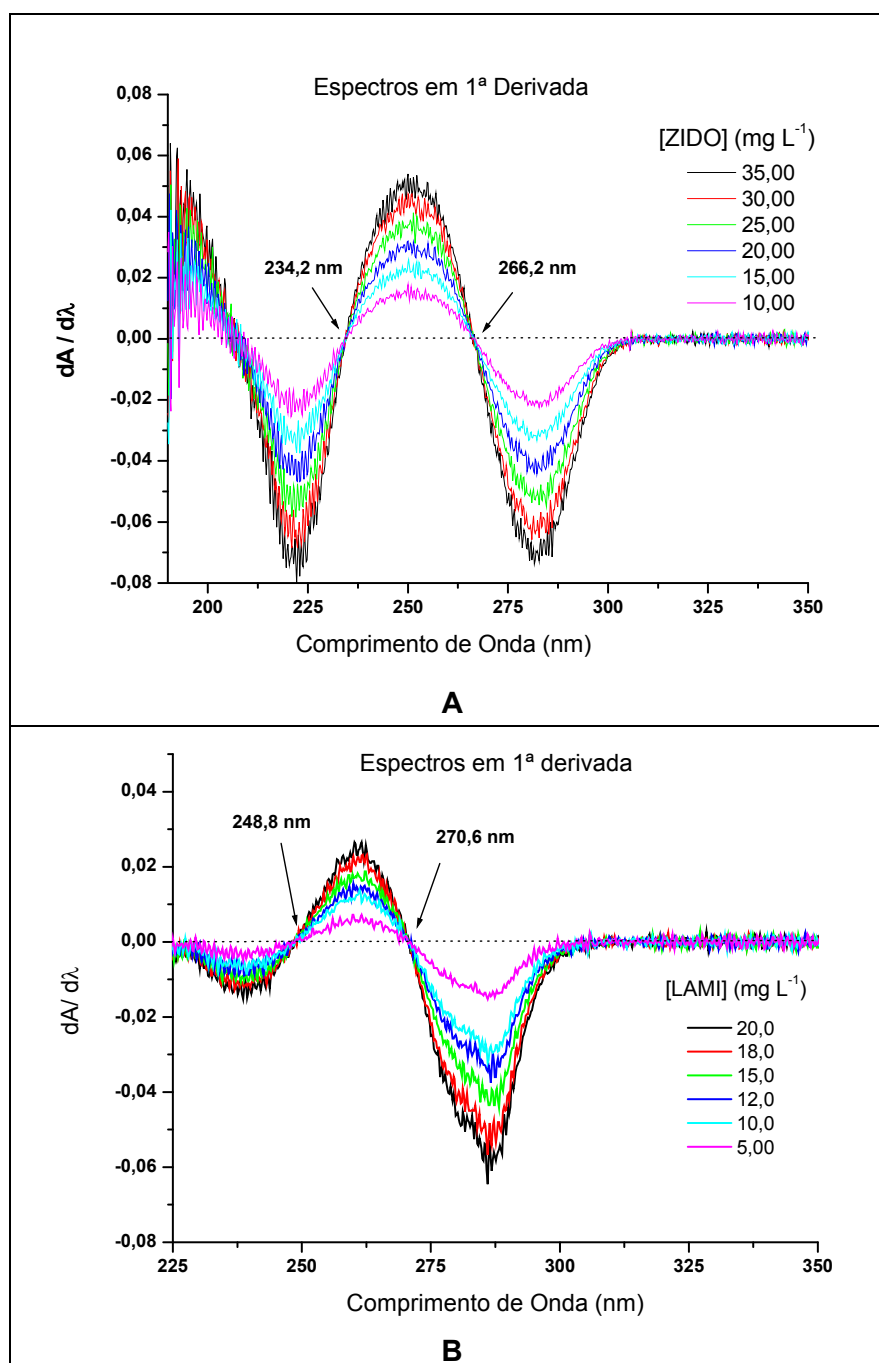 Espectros em 1ª Derivada
[ZIDO] (mg L-1)
35,00
30,00
25,00
20,00
15,00
10,00
234,2 nm
266,2 nm
0,08
0,06
0,04
0,02
0,00
-0,02
-0,04
-0,06
-0,08
dA / dλ
200
225
250
275
300
325
350
Comprimento de Onda (nm)
A
Espectros em 1ª derivada
248,8 nm
270,6 nm
0,04
0,02
0,00
-0,02
-0,04
-0,06
-0,08
dA/ dλ
[LAMI] (mg L-1)
20,0
18,0
15,0
12,0
10,0
5,00
225
250
275
300
325
350
Comprimento de Onda (nm)
B